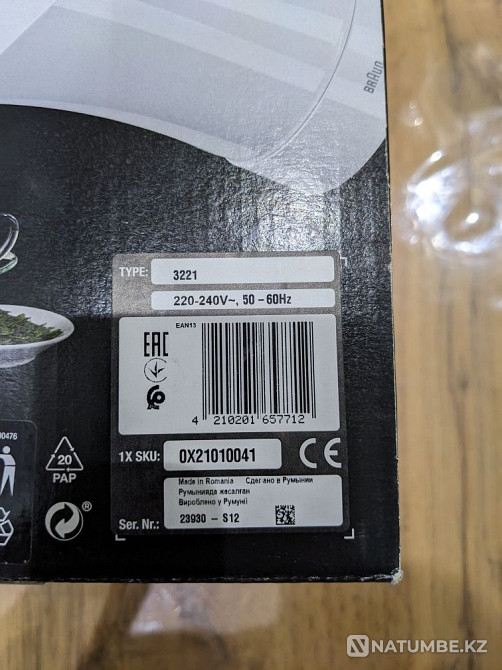 BRAUN
TYPE: 3221
220-240V~, 50 – 60Hz
EAN13
EAC
4 210201 657712
1X SKU: 0X21010041
CE
Made in Romania Сделано в Румынии
Румынияда жасалған
Вироблено у Румунії
Ser. Nr.: 23930 – S12
20
PAP
®
NATUMBE.KZ